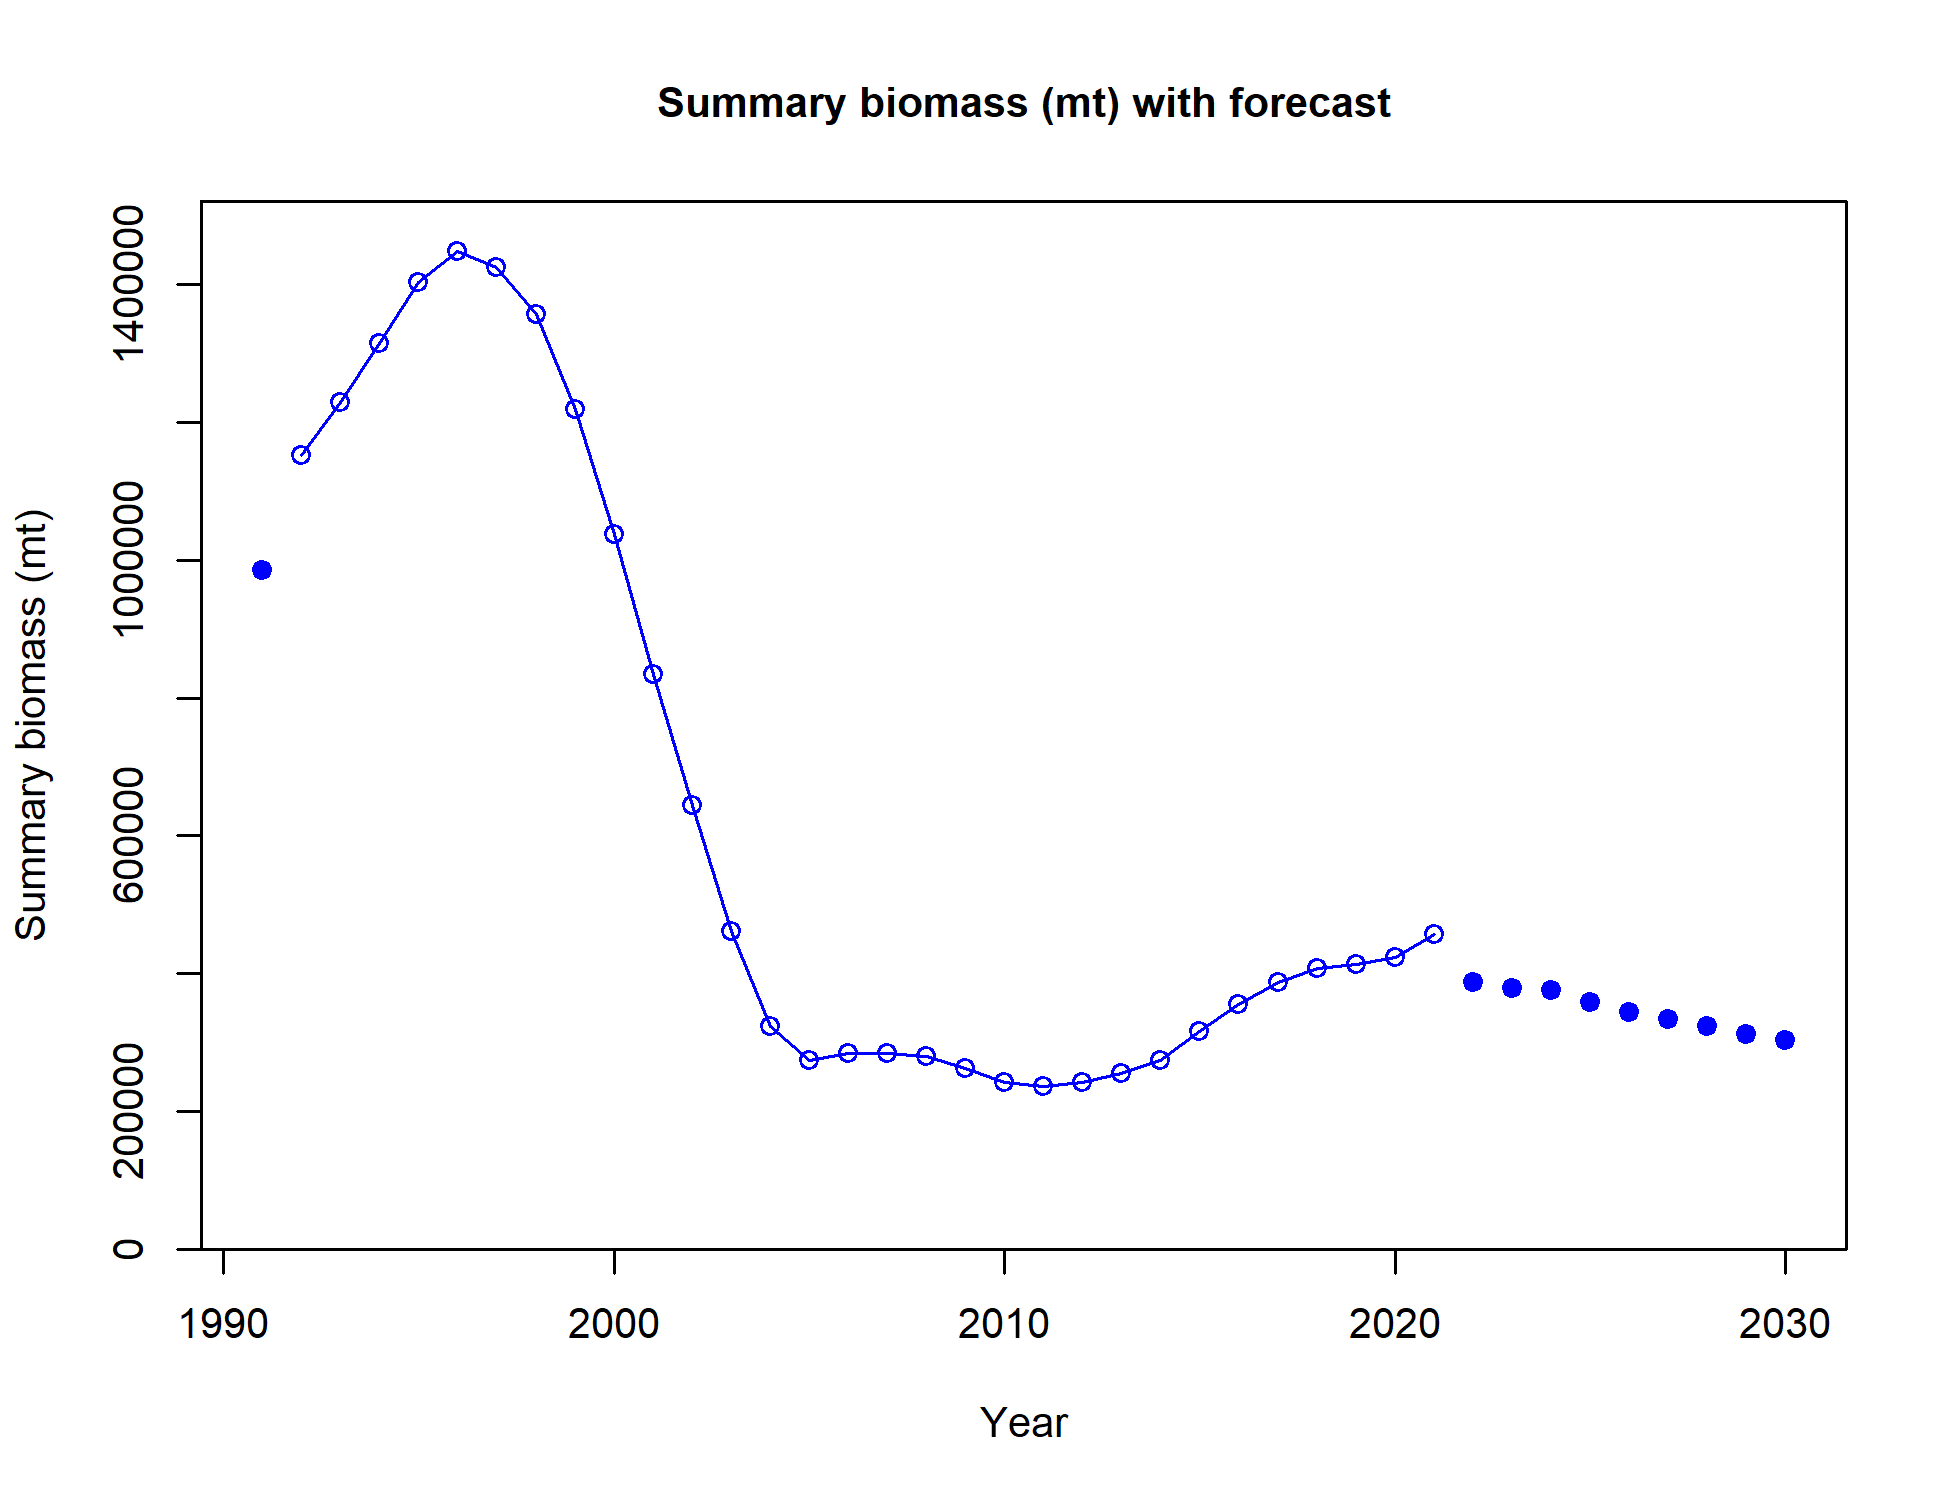 Summary biomass (mt) with forecast
Summary biomass (mt)
1400000
1000000
600000
200000
0
1990 2000 2010 2020 2030
Year